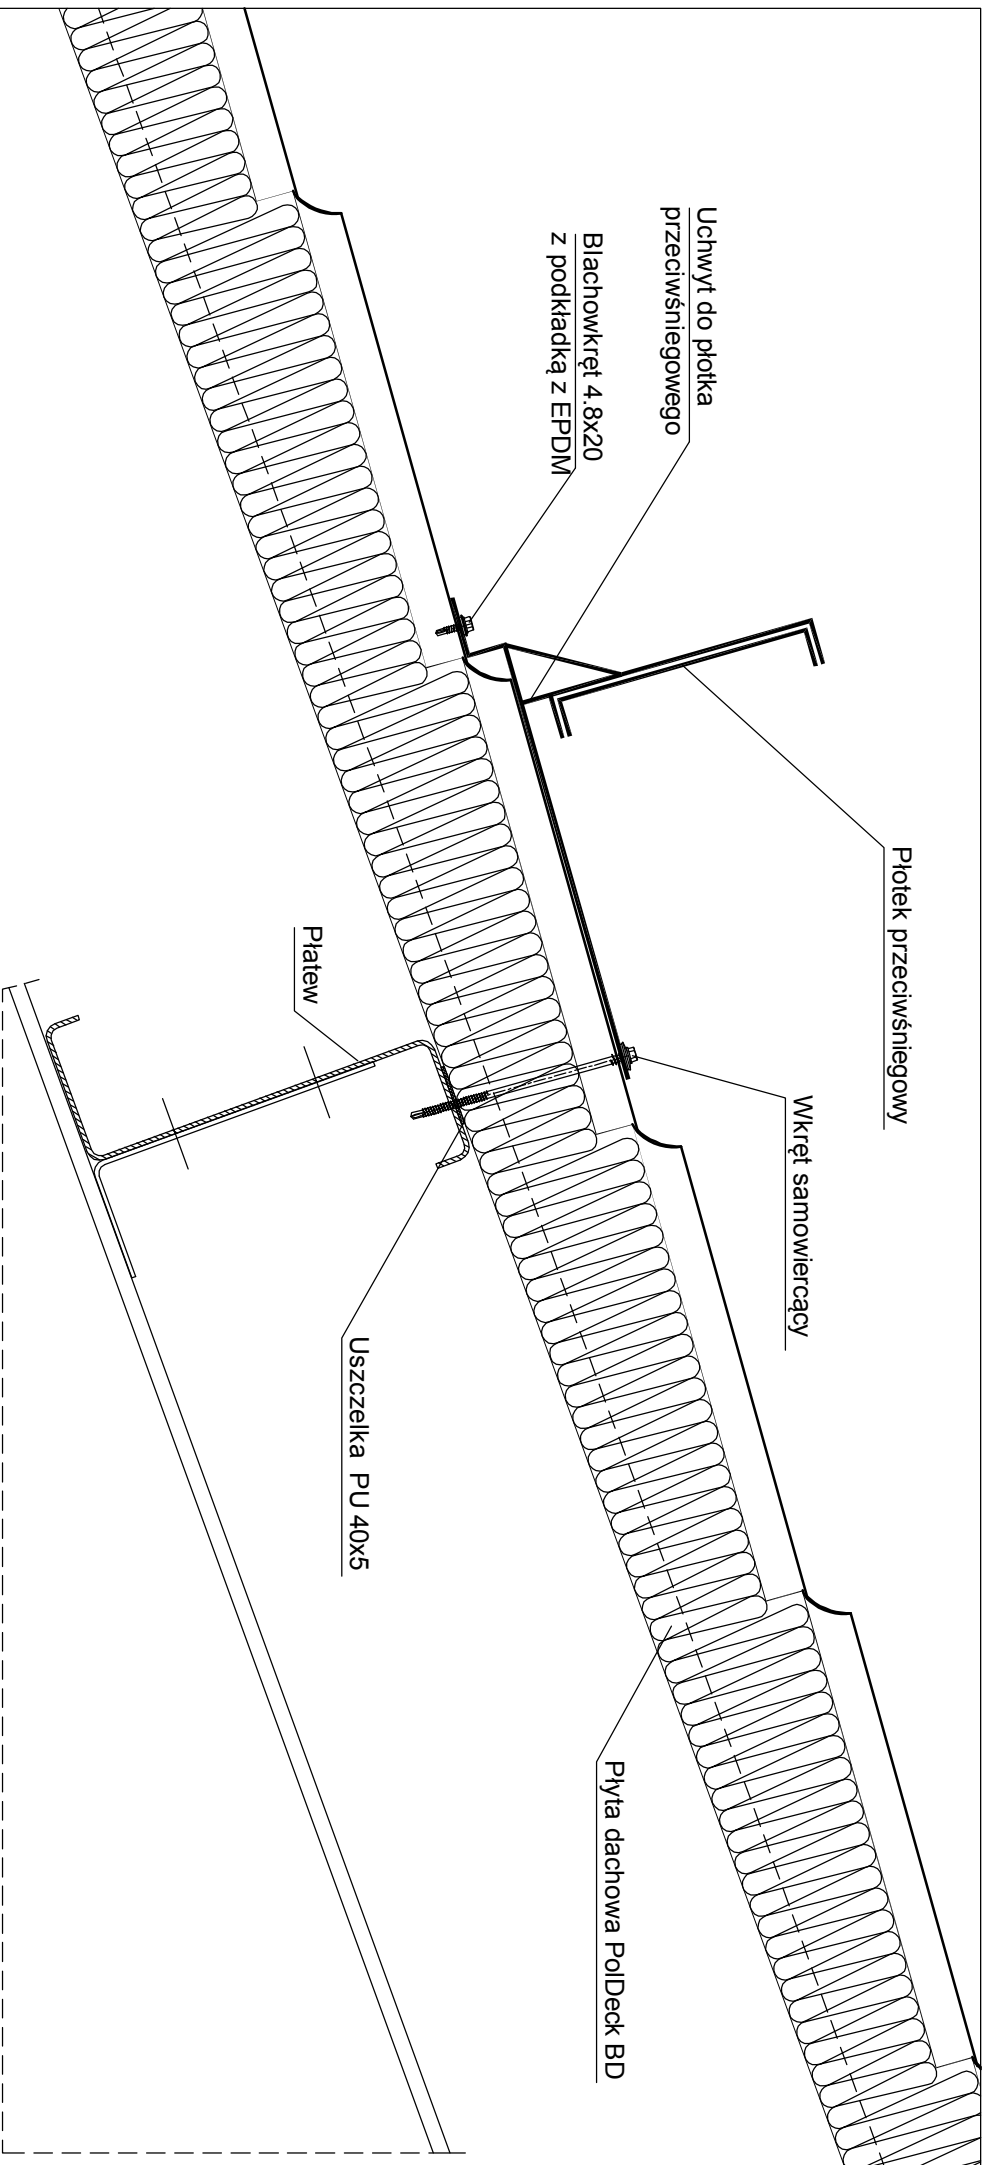 Uchwyt do płotka
przeciwśniegowego
Blachowkręt 4.8x20
z podkładką z EPDM
Płotek przeciwśniegowy
Wkręt samowiercący
Płatew
Uszczelka PU 40x5
Płyta dachowa PolDeck BD